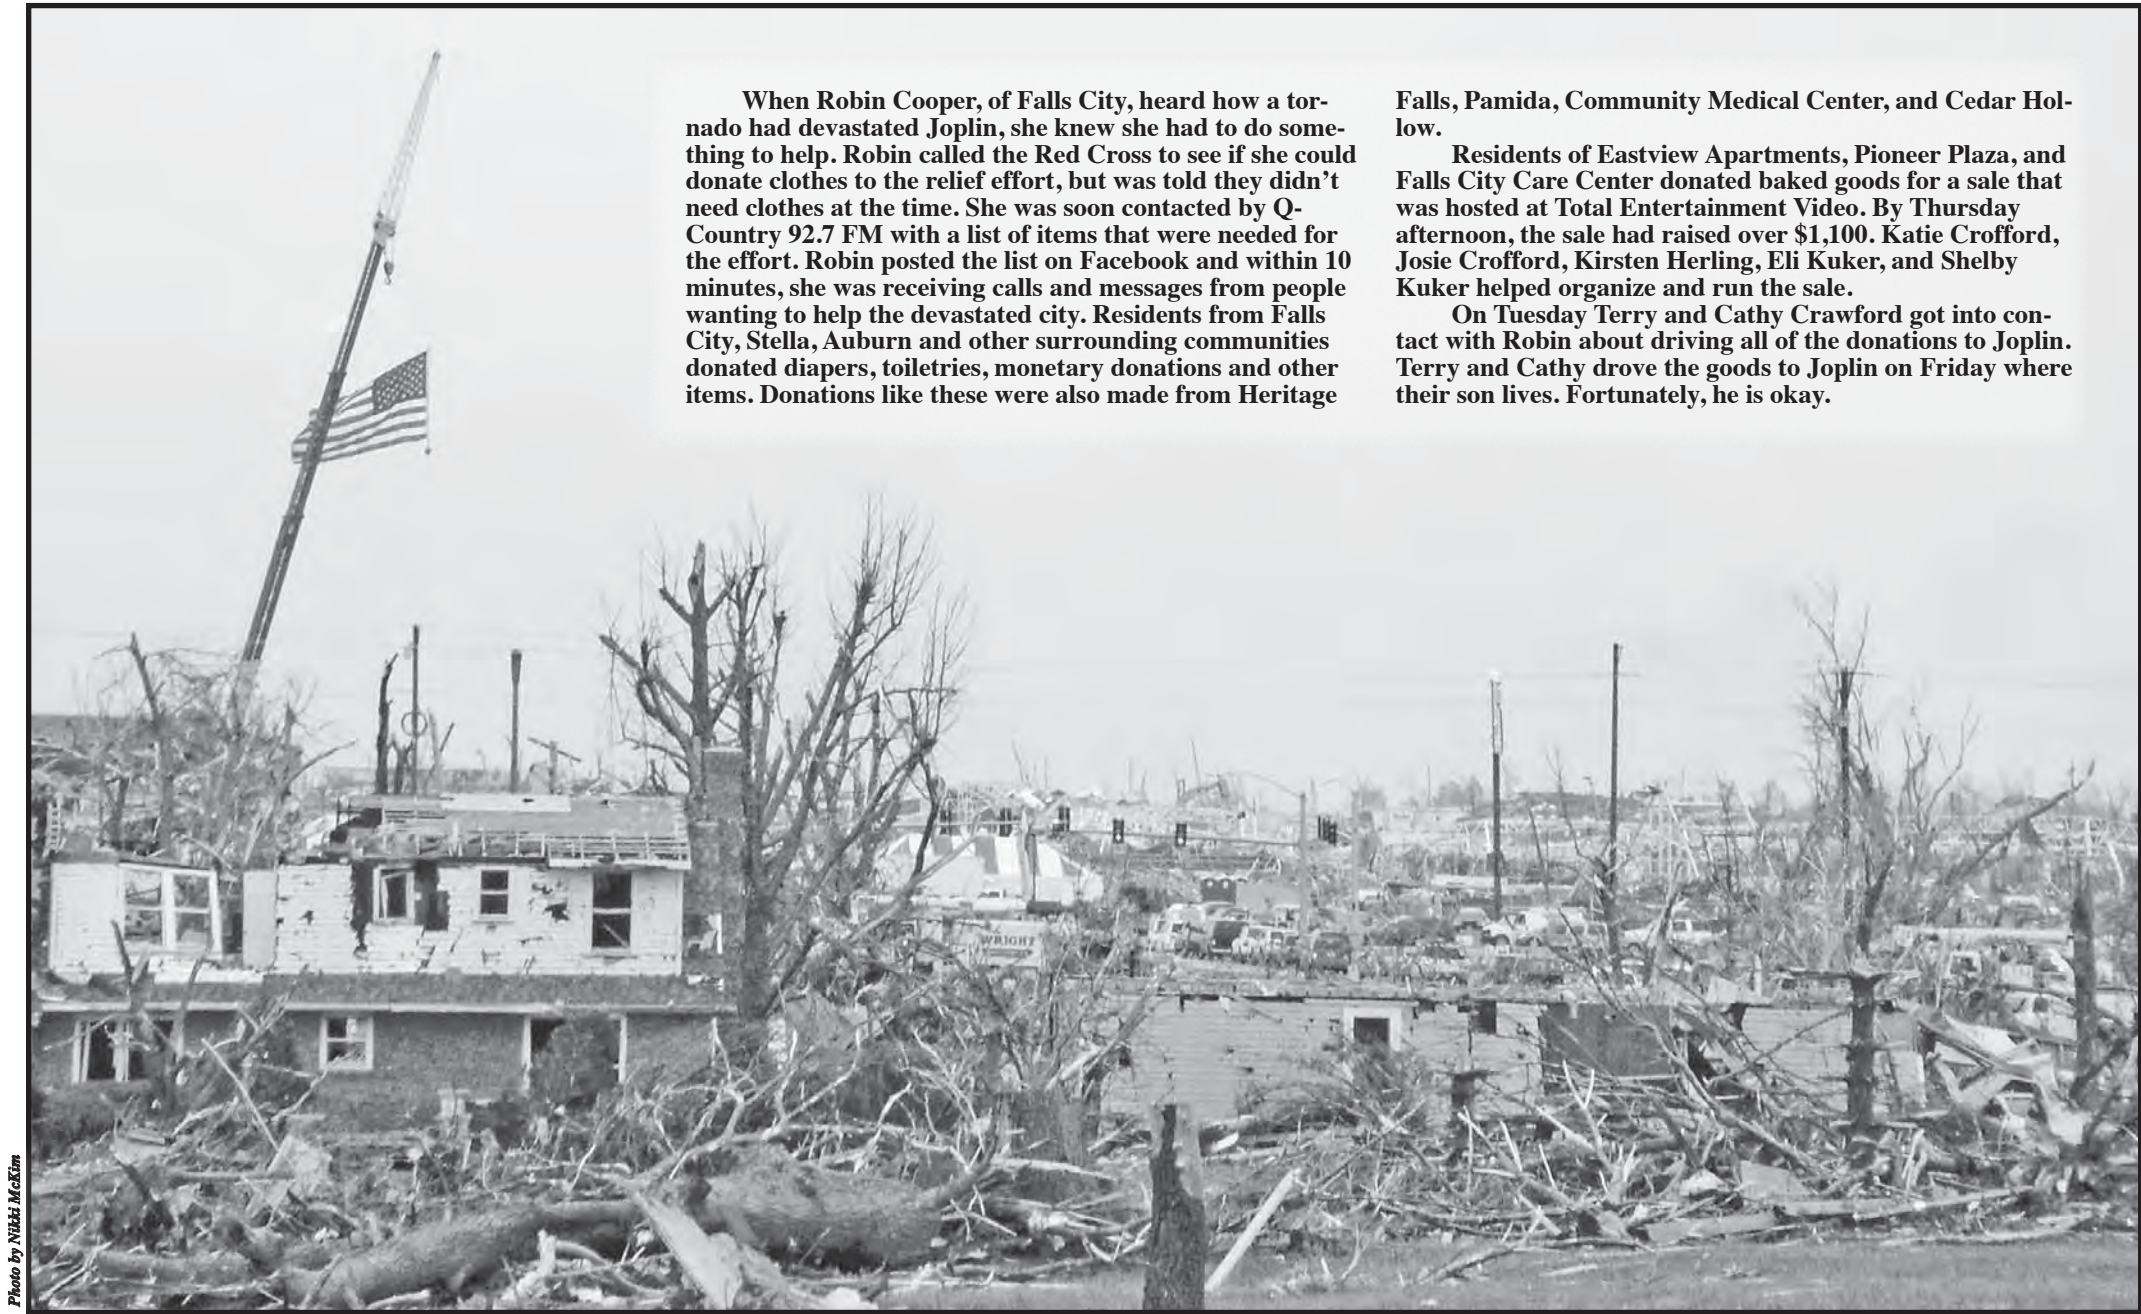 When Robin Cooper, of Falls City, heard how a tor-
nado had devastated Joplin, she knew she had to do some-
thing to help. Robin called the Red Cross to see if she could
donate clothes to the relief effort, but was told they didn’t
need clothes at the time. She was soon contacted by Q-
Country 92.7 FM with a list of items that were needed for
the effort. Robin posted the list on Facebook and within 10
minutes, she was receiving calls and messages from people
wanting to help the devastated city. Residents from Falls
City, Stella, Auburn and other surrounding communities
donated diapers, toiletries, monetary donations and other
items. Donations like these were also made from Heritage
Falls, Pamida, Community Medical Center, and Cedar Hol-
low.
Residents of Eastview Apartments, Pioneer Plaza, and
Falls City Care Center donated baked goods for a sale that
was hosted at Total Entertainment Video. By Thursday
afternoon, the sale had raised over $1,100. Katie Crofford,
Josie Crofford, Kirsten Herling, Eli Kuker, and Shelby
Kuker helped organize and run the sale.
On Tuesday Terry and Cathy Crawford got into con-
tact with Robin about driving all of the donations to Joplin.
Terry and Cathy drove the goods to Joplin on Friday where
their son lives. Fortunately, he is okay.
WRIGHT
Photo by Nikki McKim